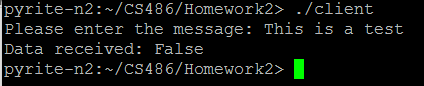 pyrite-n2:~/CS486/Homework2> ./client
Please enter the message: This is a test
Data received: False
pyrite-n2:~/CS486/Homework2>